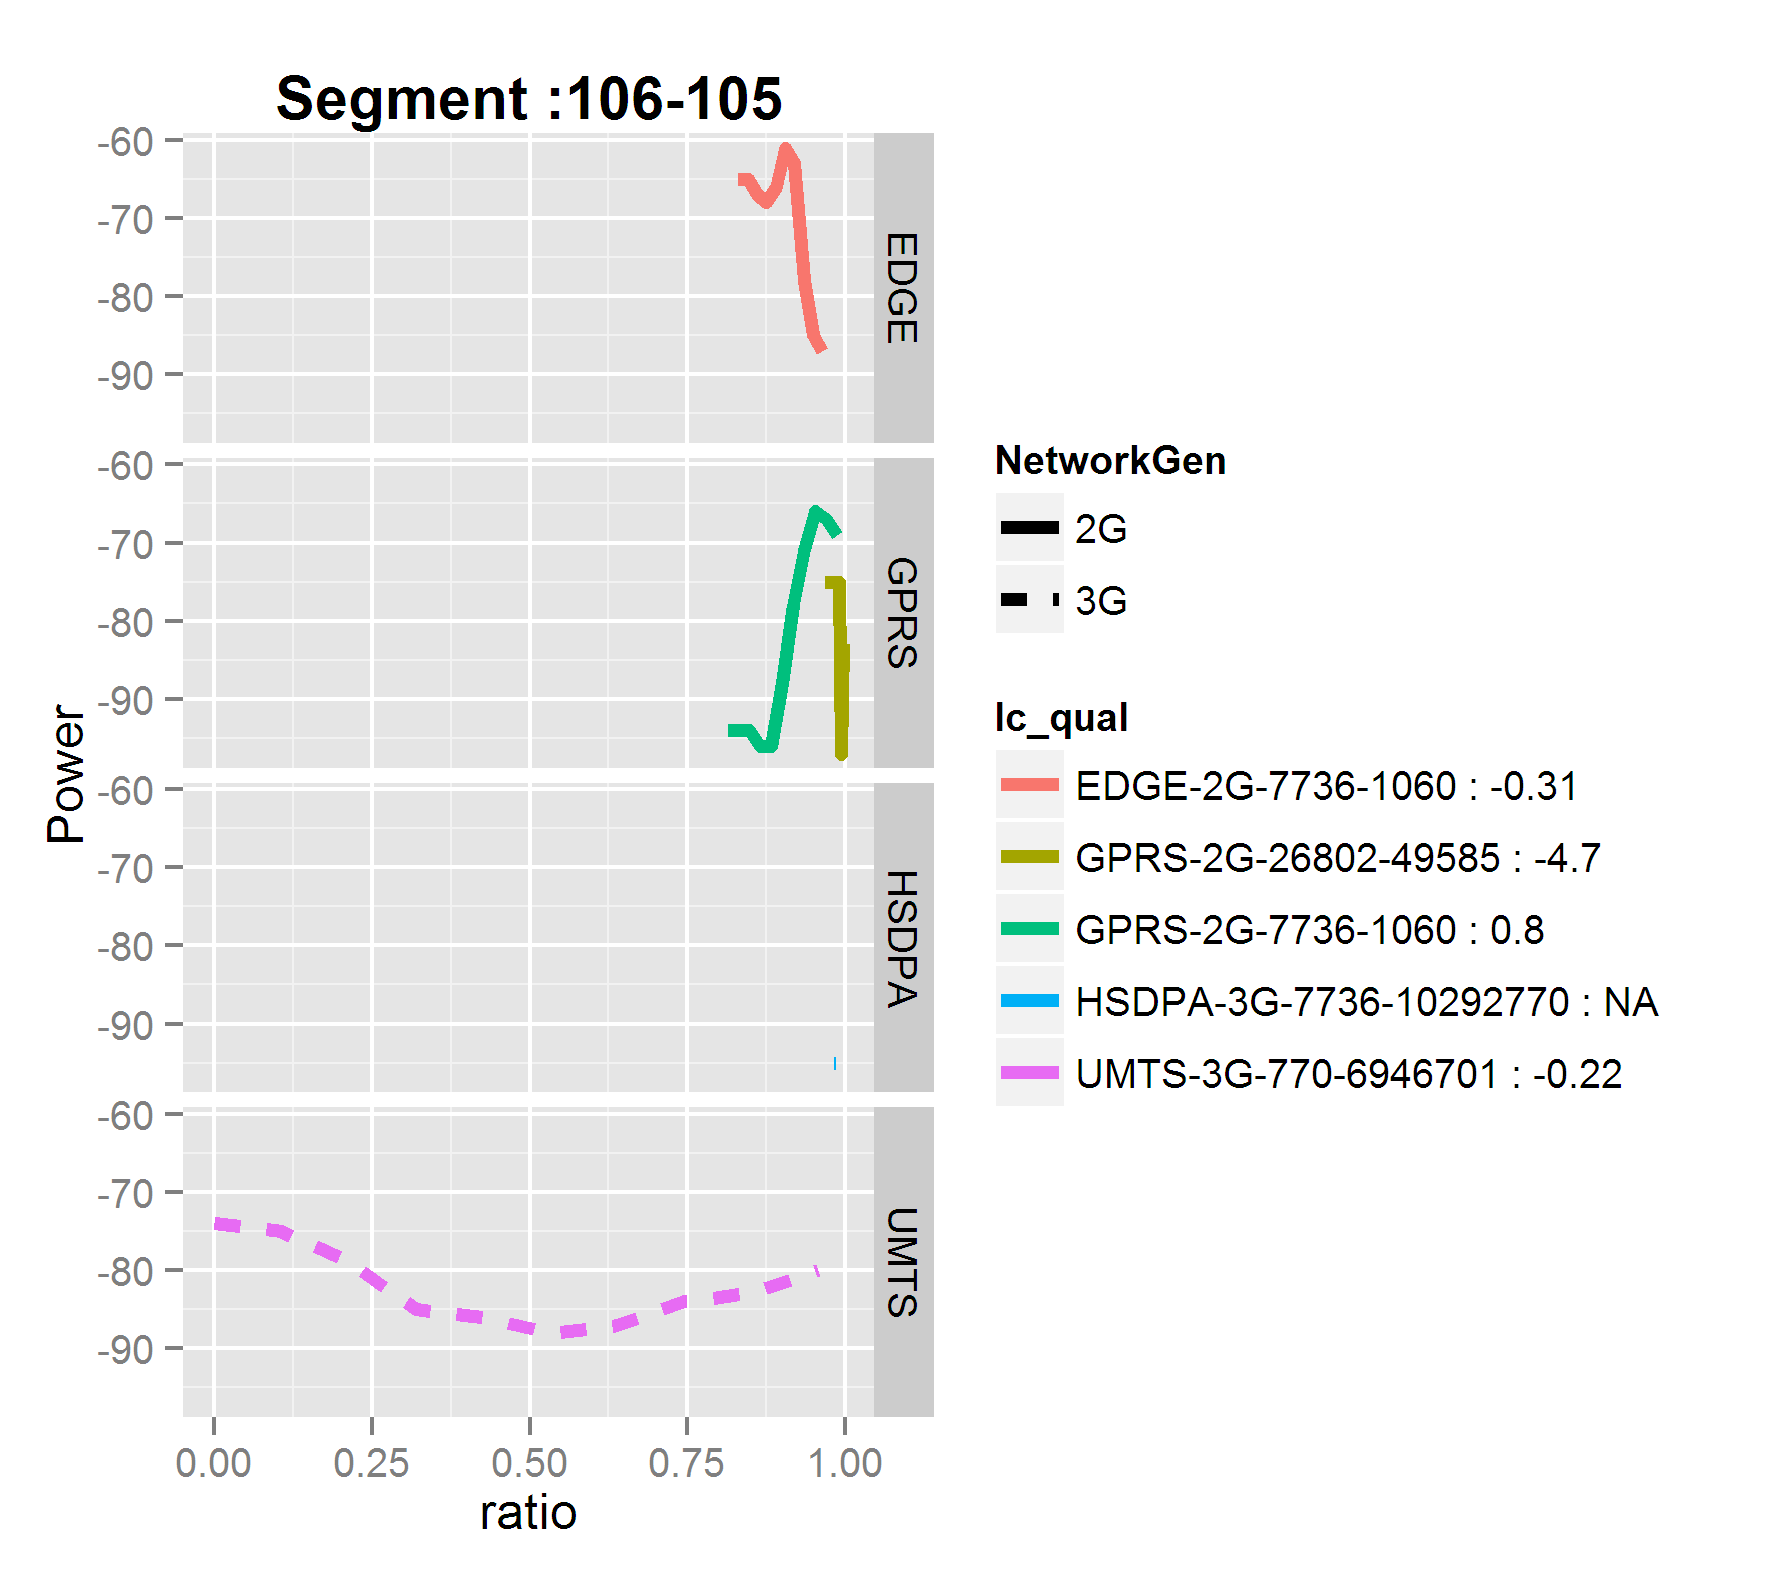 Segment :106-105
Power
-60
-70
-80
-90
EDGE
-60
-70
-80
-90
GPRS
-60
-70
-80
-90
HSDPA
-60
-70
-80
-90
UMTS
0.00 0.25 0.50 0.75 1.00
ratio
NetworkGen
2G
3G
lc_qual
EDGE-2G-7736-1060 : -0.31
GPRS-2G-26802-49585 : -4.7
GPRS-2G-7736-1060 : 0.8
HSDPA-3G-7736-10292770 : NA
UMTS-3G-770-6946701 : -0.22